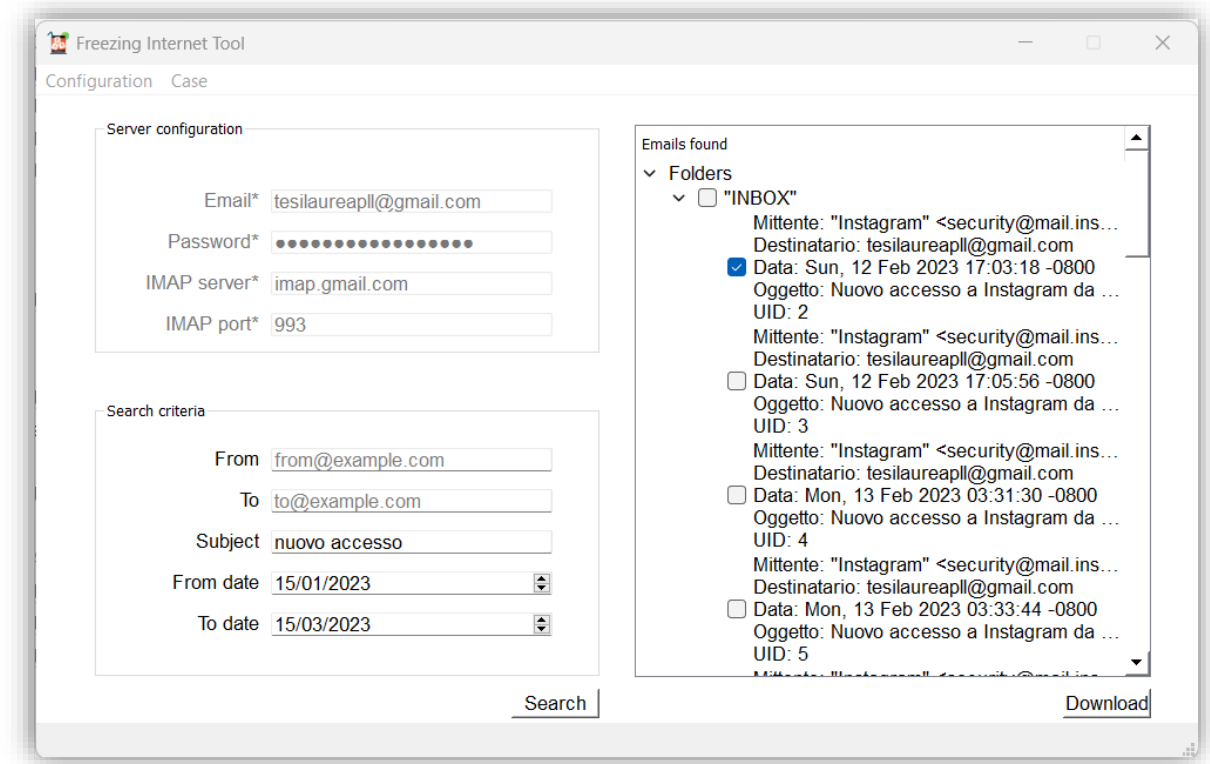 Freezing Internet Tool
Configuration Case
Server configuration
Email* tesilaureapll@gmail.com
Password* ●●●●●●●●●●●●●●●●●
IMAP server* imap.gmail.com
IMAP port* 993
Search criteria
From from@example.com
To to@example.com
Subject nuovo accesso
From date 15/01/2023
To date 15/03/2023
Search
Emails found
Folders
"INBOX"
Mittente: "Instagram" <security@mail.ins...
Destinatario: tesilaureapll@gmail.com
Data: Sun, 12 Feb 2023 17:03:18 -0800
Oggetto: Nuovo accesso a Instagram da ...
UID: 2
Mittente: "Instagram" <security@mail.ins...
Destinatario: tesilaureapll@gmail.com
Data: Sun, 12 Feb 2023 17:05:56 -0800
Oggetto: Nuovo accesso a Instagram da ...
UID: 3
Mittente: "Instagram" <security@mail.ins...
Destinatario: tesilaureapll@gmail.com
Data: Mon, 13 Feb 2023 03:31:30 -0800
Oggetto: Nuovo accesso a Instagram da ...
UID: 4
Mittente: "Instagram" <security@mail.ins...
Destinatario: tesilaureapll@gmail.com
Data: Mon, 13 Feb 2023 03:33:44 -0800
Oggetto: Nuovo accesso a Instagram da ...
UID: 5
Mittente: "Instagram" <security@mail.ins...
Download